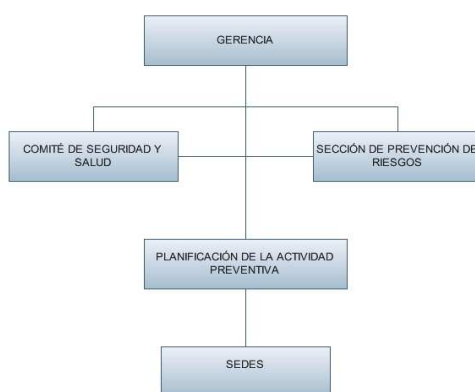 GERENCIA
COMITÉ DE SEGURIDAD Y
SALUD
SECCIÓN DE PREVENCIÓN DE
RIESGOS
PLANIFICACIÓN DE LA ACTIVIDAD
PREVENTIVA
SEDES